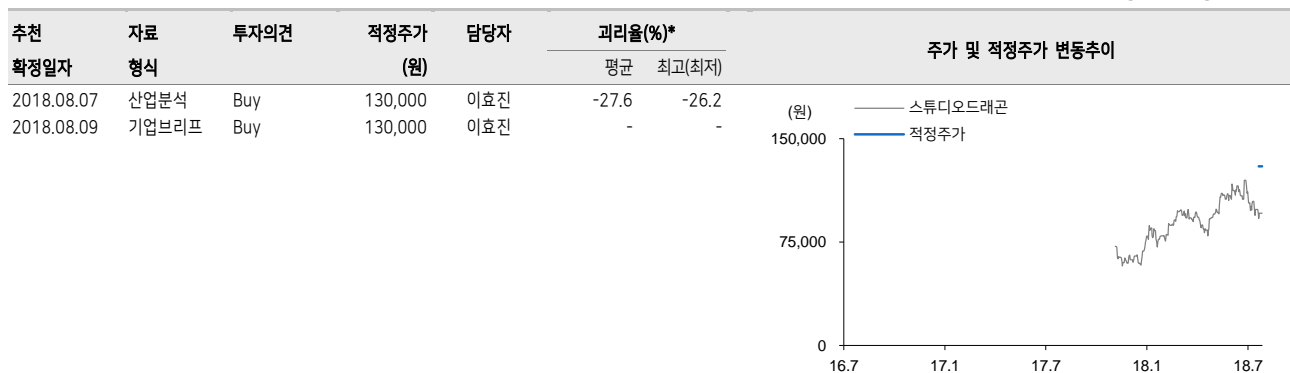 추천 자료 투자의견 적정주가 담당자 괴리율(%)* 주가 및 적정주가 변동추이
확정일자 형식 (원) 평균 최고(최저)
2018.08.07 산업분석 Buy 130,000 이효진 -27.6 -26.2
2018.08.09 기업브리프 Buy 130,000 이효진 - -
(원)
스튜디오드래곤
적정주가
150,000
75,000
0
16.7 17.1 17.7 18.1 18.7